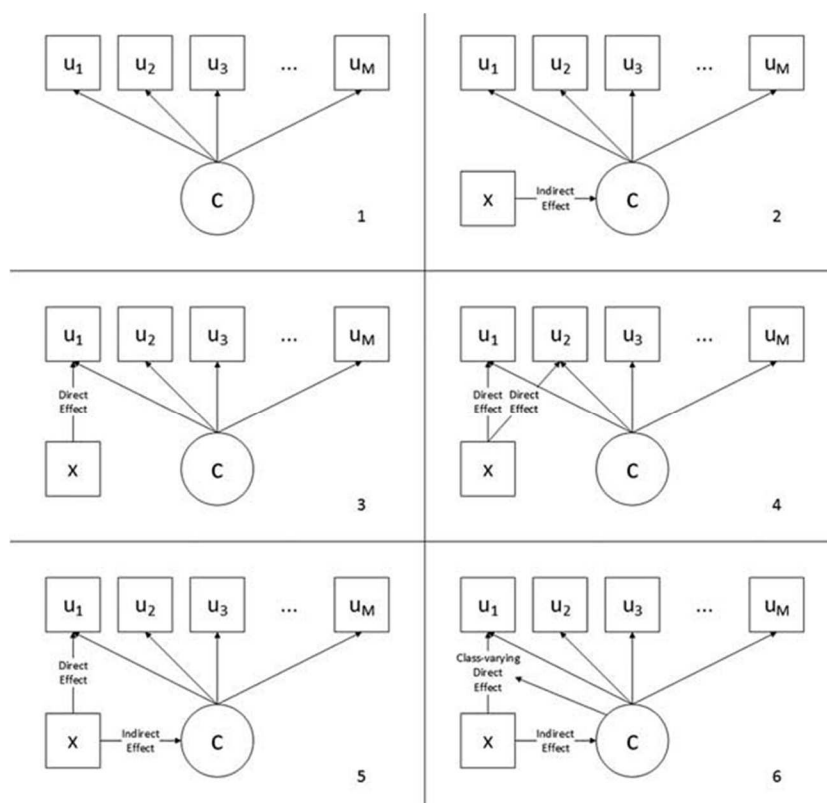 u₁ u₂ u₃ ... uM
C
1
u₁ u₂ u₃ ... uM
X
Indirect
Effect
C
2
u₁ u₂ u₃ ... uM
Direct
Effect
X
C
3
u₁ u₂ u₃ ... uM
Direct
Effect
Direct
Effect
X
C
4
u₁ u₂ u₃ ... uM
Direct
Effect
X
Indirect
Effect
C
5
u₁ u₂ u₃ ... uM
Class-varying
Direct
Effect
X
Indirect
Effect
C
6